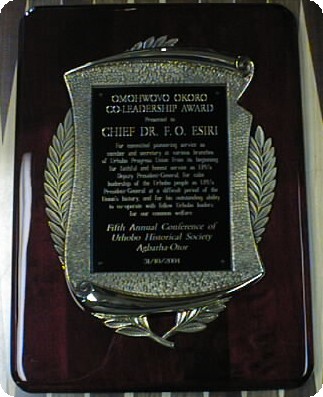 OMOHWOVO OKORO
CO-LEADERSHIP AWARD
Presented to
CHIEF DR. F. O. ESIRI
For committed pioneering service as
member and secretary at various branches
of Urhobo Progress Union from its beginning
for faithful and honest service as UPU's
Deputy President-General; for calm
leadership of the Urhobo people as UPU's
President-General at a difficult period of the
Union's history, and for his outstanding ability
to co-operate with fellow Urhobo leaders
for our common welfare
Fifth Annual Conference of
Urhobo Historical Society
Agbarha-Otor
31/10/2004